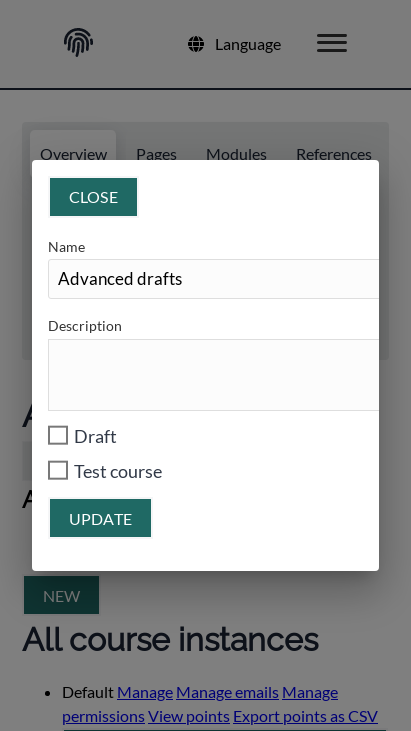 Language
Overview Pages Modules References
CLOSE
Name
Advanced drafts
Description
Draft
Test course
UPDATE
NEW
All course instances
Default Manage Manage emails Manage
permissions View points Export points as CSV